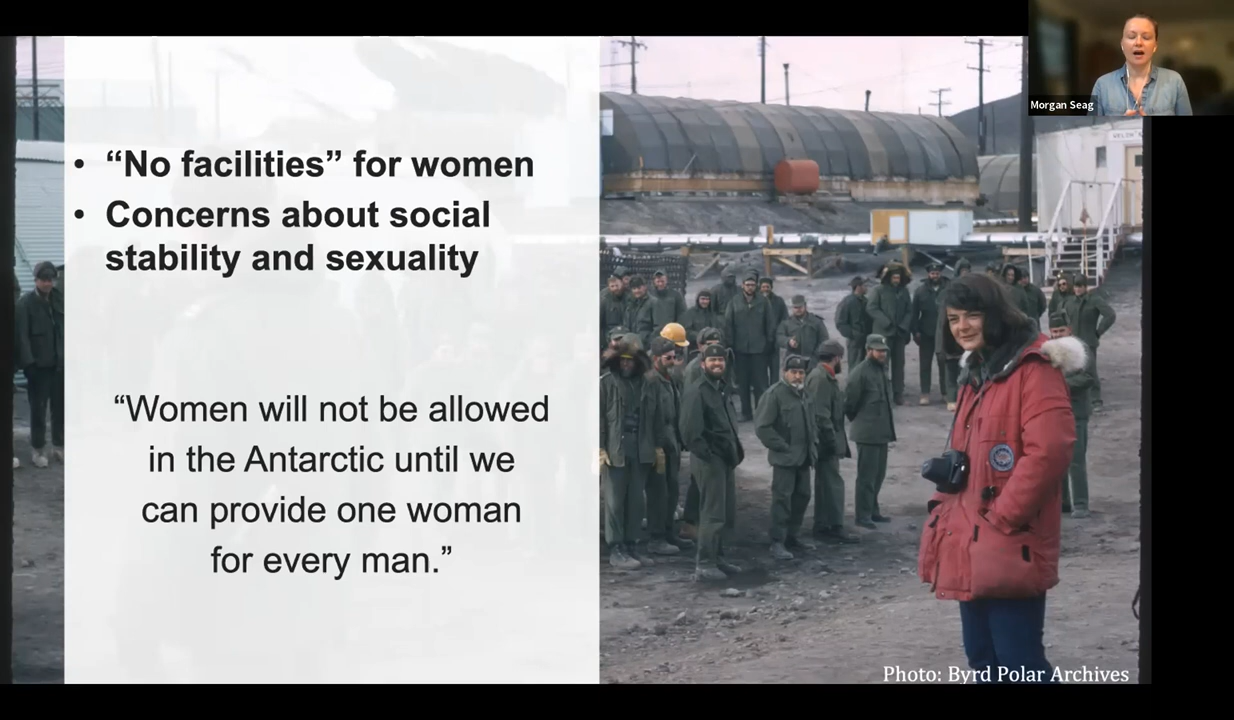 Morgan Seag
• “No facilities” for women
• Concerns about social
stability and sexuality
“Women will not be allowed
in the Antarctic until we
can provide one woman
for every man.”
Photo: Byrd Polar Archives